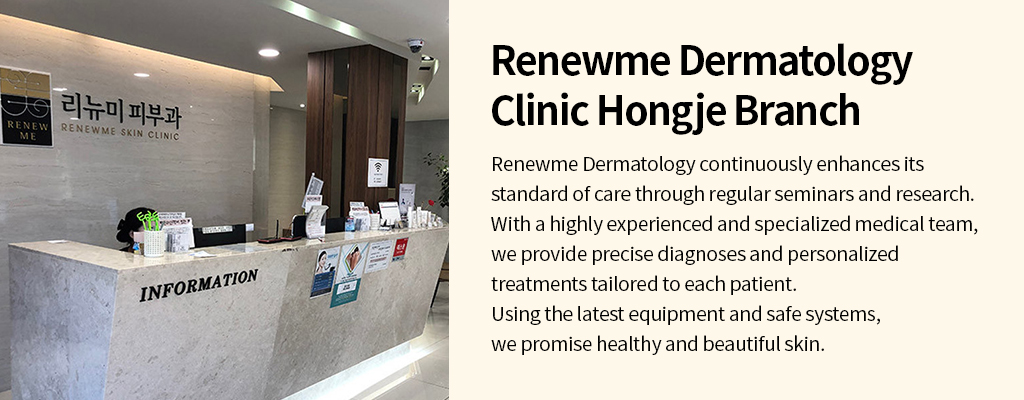 RENEW
ME
리뉴미 피부과
RENEWME SKIN CLINIC
INFORMATION
Renewme Dermatology
Clinic Hongje Branch
Renewme Dermatology continuously enhances its
standard of care through regular seminars and research.
With a highly experienced and specialized medical team,
we provide precise diagnoses and personalized
treatments tailored to each patient.
Using the latest equipment and safe systems,
we promise healthy and beautiful skin.